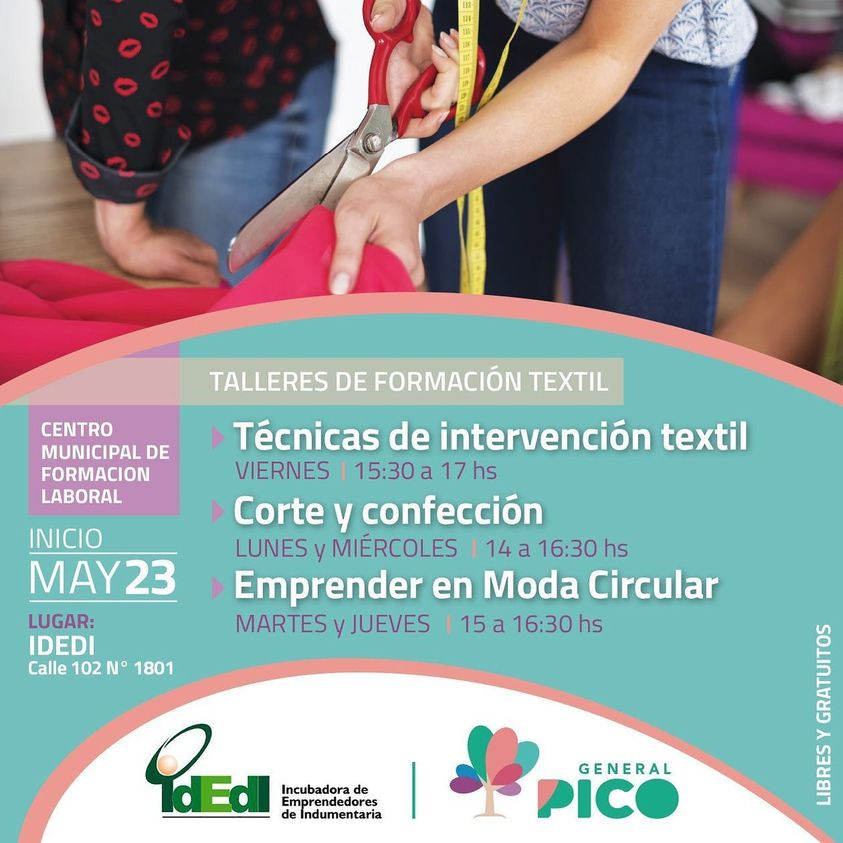 TALLERES DE FORMACIÓN TEXTIL
CENTRO
MUNICIPAL DE
FORMACION
LABORAL
INICIO
MAY23
LUGAR:
IDEDI
Calle 102 N° 1801
Técnicas de intervención textil
VIERNES | 15:30 a 17 hs
Corte y confección
LUNES y MIÉRCOLES | 14 a 16:30 hs
Emprender en Moda Circular
MARTES y JUEVES | 15 a 16:30 hs
LIBRES Y GRATUITOS
idEdI
Incubadora de
Emprendedores
de Indumentaria
GENERAL
PICO